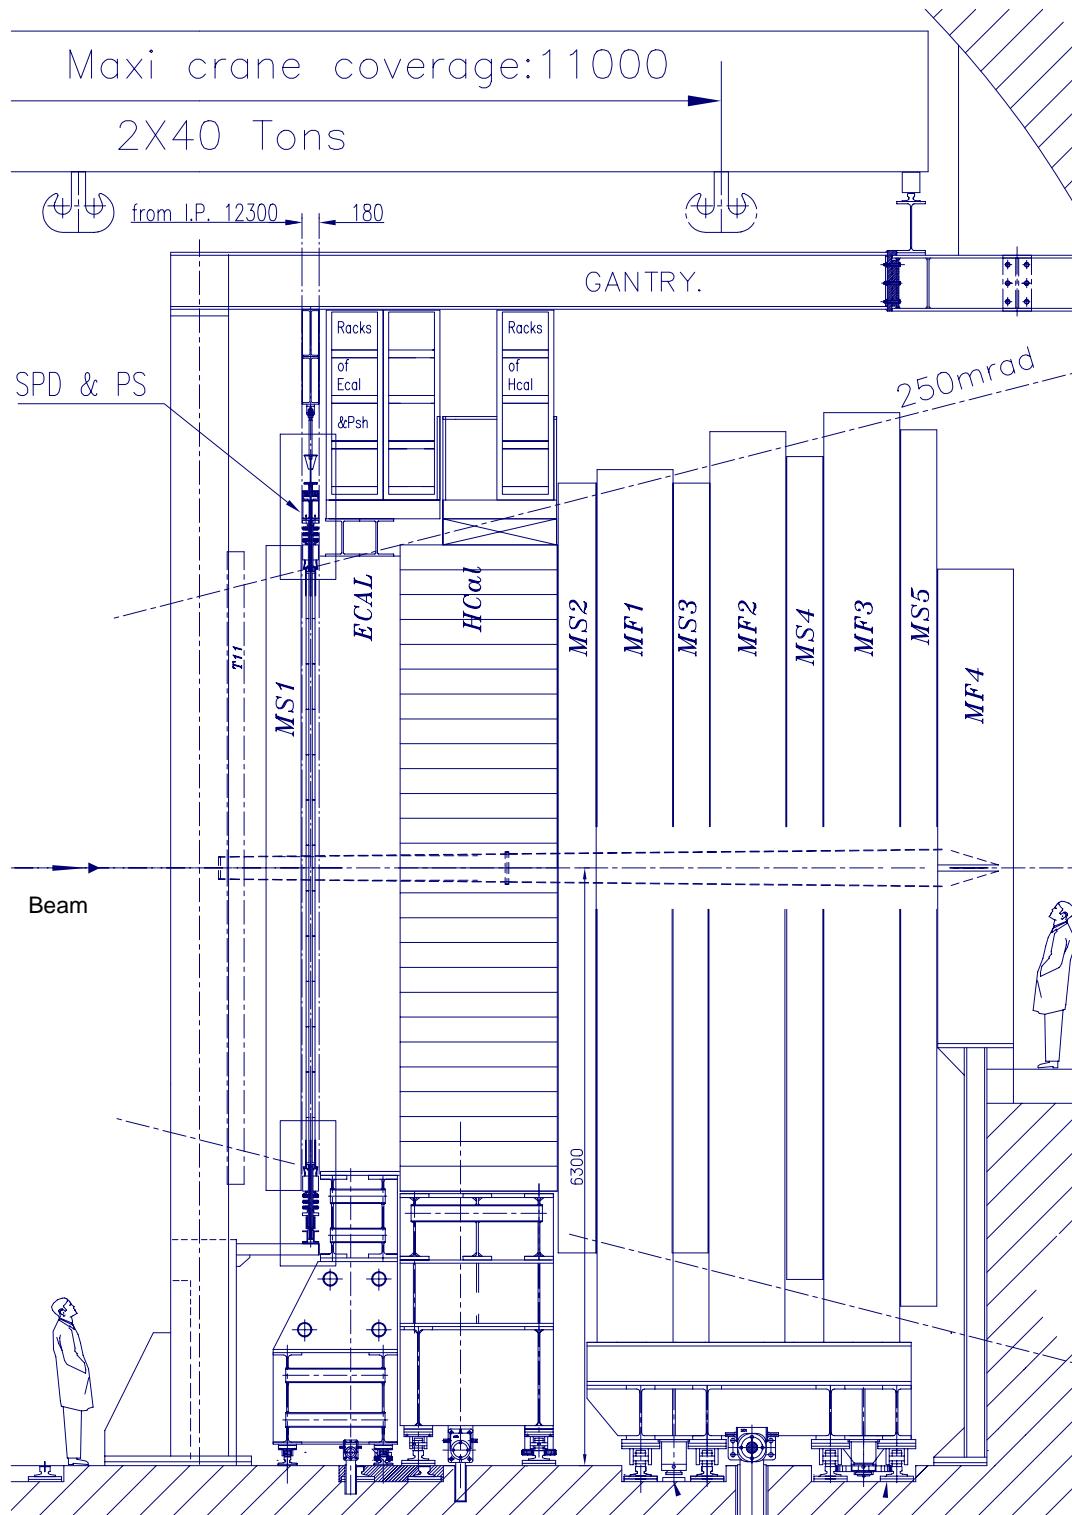 Maxi crane coverage:11000
2X40 Tons
from I.P. 12300
180
GANTRY.
Racks
of
Ecal
&Psh
Racks
of
Hcal
SPD & PS
250mrad
ECAL
HCal
MS2
MF1
MS3
MF2
MS4
MF3
MS5
T11
MS1
MF4
Beam
6300